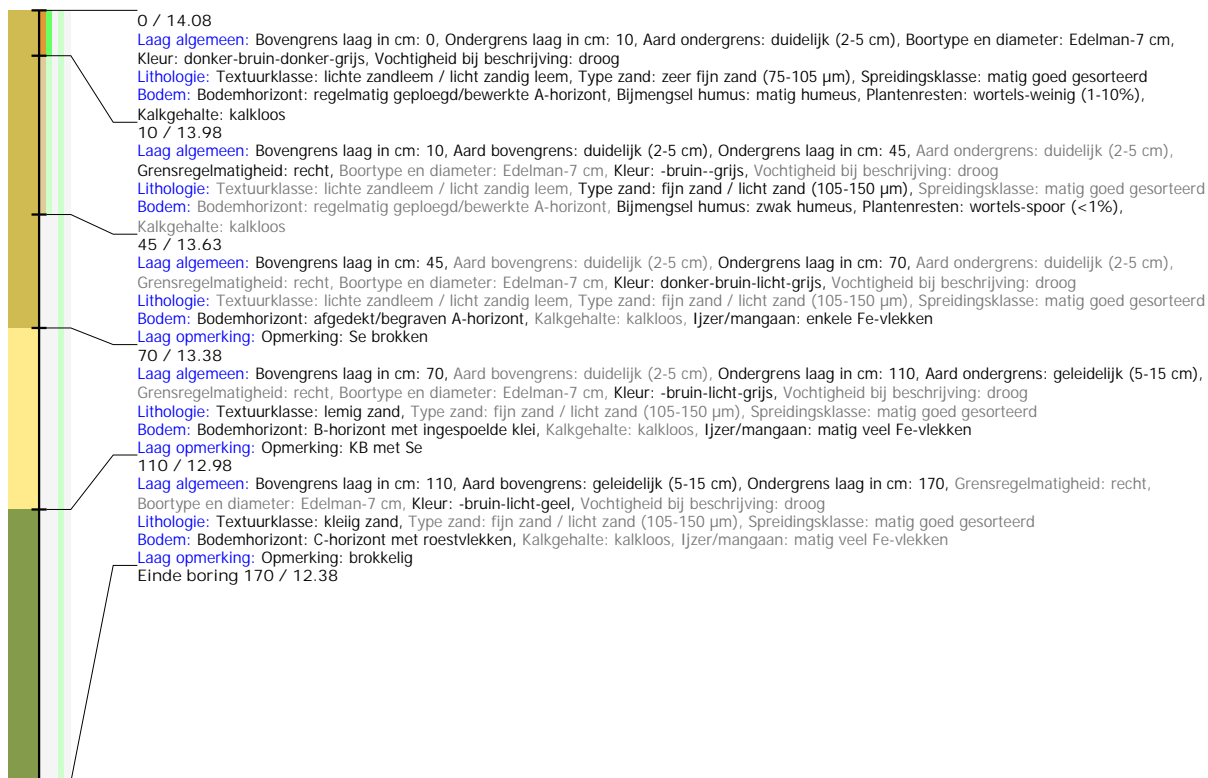 0 / 14.08
Laag algemeen: Bovengrens laag in cm: 0, Ondergrens laag in cm: 10, Aard ondergrens: duidelijk (2-5 cm), Boortype en diameter: Edelman-7 cm,
Kleur: donker-bruin-donker-grijs, Vochtigheid bij beschrijving: droog
Lithologie: Textuurklasse: lichte zandleem / licht zandig leem, Type zand: zeer fijn zand (75-105 µm), Spreidingsklasse: matig goed gesorteerd
Bodem: Bodemhorizont: regelmatig geploegd/bewerkte A-horizont, Bijmengsel humus: matig humeus, Plantenresten: wortels-weinig (1-10%),
Kalkgehalte: kalkloos
10 / 13.98
Laag algemeen: Bovengrens laag in cm: 10, Aard bovengrens: duidelijk (2-5 cm), Ondergrens laag in cm: 45, Aard ondergrens: duidelijk (2-5 cm),
Grensregelmatigheid: recht, Boortype en diameter: Edelman-7 cm, Kleur: -bruin--grijs, Vochtigheid bij beschrijving: droog
Lithologie: Textuurklasse: lichte zandleem / licht zandig leem, Type zand: fijn zand / licht zand (105-150 µm), Spreidingsklasse: matig goed gesorteerd
Bodem: Bodemhorizont: regelmatig geploegd/bewerkte A-horizont, Bijmengsel humus: zwak humeus, Plantenresten: wortels-spoor (<1%),
Kalkgehalte: kalkloos
45 / 13.63
Laag algemeen: Bovengrens laag in cm: 45, Aard bovengrens: duidelijk (2-5 cm), Ondergrens laag in cm: 70, Aard ondergrens: duidelijk (2-5 cm),
Grensregelmatigheid: recht, Boortype en diameter: Edelman-7 cm, Kleur: donker-bruin-licht-grijs, Vochtigheid bij beschrijving: droog
Lithologie: Textuurklasse: lichte zandleem / licht zandig leem, Type zand: fijn zand / licht zand (105-150 µm), Spreidingsklasse: matig goed gesorteerd
Bodem: Bodemhorizont: afgedekt/begraven A-horizont, Kalkgehalte: kalkloos, Ijzer/mangaan: enkele Fe-vlekken
Laag opmerking: Opmerking: Se brokken
70 / 13.38
Laag algemeen: Bovengrens laag in cm: 70, Aard bovengrens: duidelijk (2-5 cm), Ondergrens laag in cm: 110, Aard ondergrens: geleidelijk (5-15 cm),
Grensregelmatigheid: recht, Boortype en diameter: Edelman-7 cm, Kleur: -bruin-licht-grijs, Vochtigheid bij beschrijving: droog
Lithologie: Textuurklasse: lemig zand, Type zand: fijn zand / licht zand (105-150 µm), Spreidingsklasse: matig goed gesorteerd
Bodem: Bodemhorizont: B-horizont met ingespoelde klei, Kalkgehalte: kalkloos, Ijzer/mangaan: matig veel Fe-vlekken
Laag opmerking: Opmerking: KB met Se
110 / 12.98
Laag algemeen: Bovengrens laag in cm: 110, Aard bovengrens: geleidelijk (5-15 cm), Ondergrens laag in cm: 170, Grensregelmatigheid: recht,
Boortype en diameter: Edelman-7 cm, Kleur: -bruin-licht-geel, Vochtigheid bij beschrijving: droog
Lithologie: Textuurklasse: kleiig zand, Type zand: fijn zand / licht zand (105-150 µm), Spreidingsklasse: matig goed gesorteerd
Bodem: Bodemhorizont: C-horizont met roestvlekken, Kalkgehalte: kalkloos, Ijzer/mangaan: matig veel Fe-vlekken
Laag opmerking: Opmerking: brokkelig
Einde boring 170 / 12.38